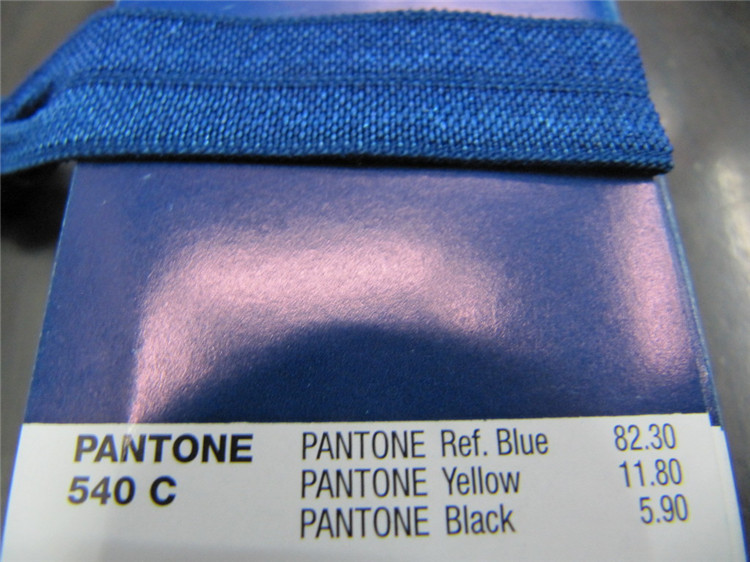 PANTONE
540 C
PANTONE Ref. Blue 82.30
PANTONE Yellow 11.80
PANTONE Black 5.90